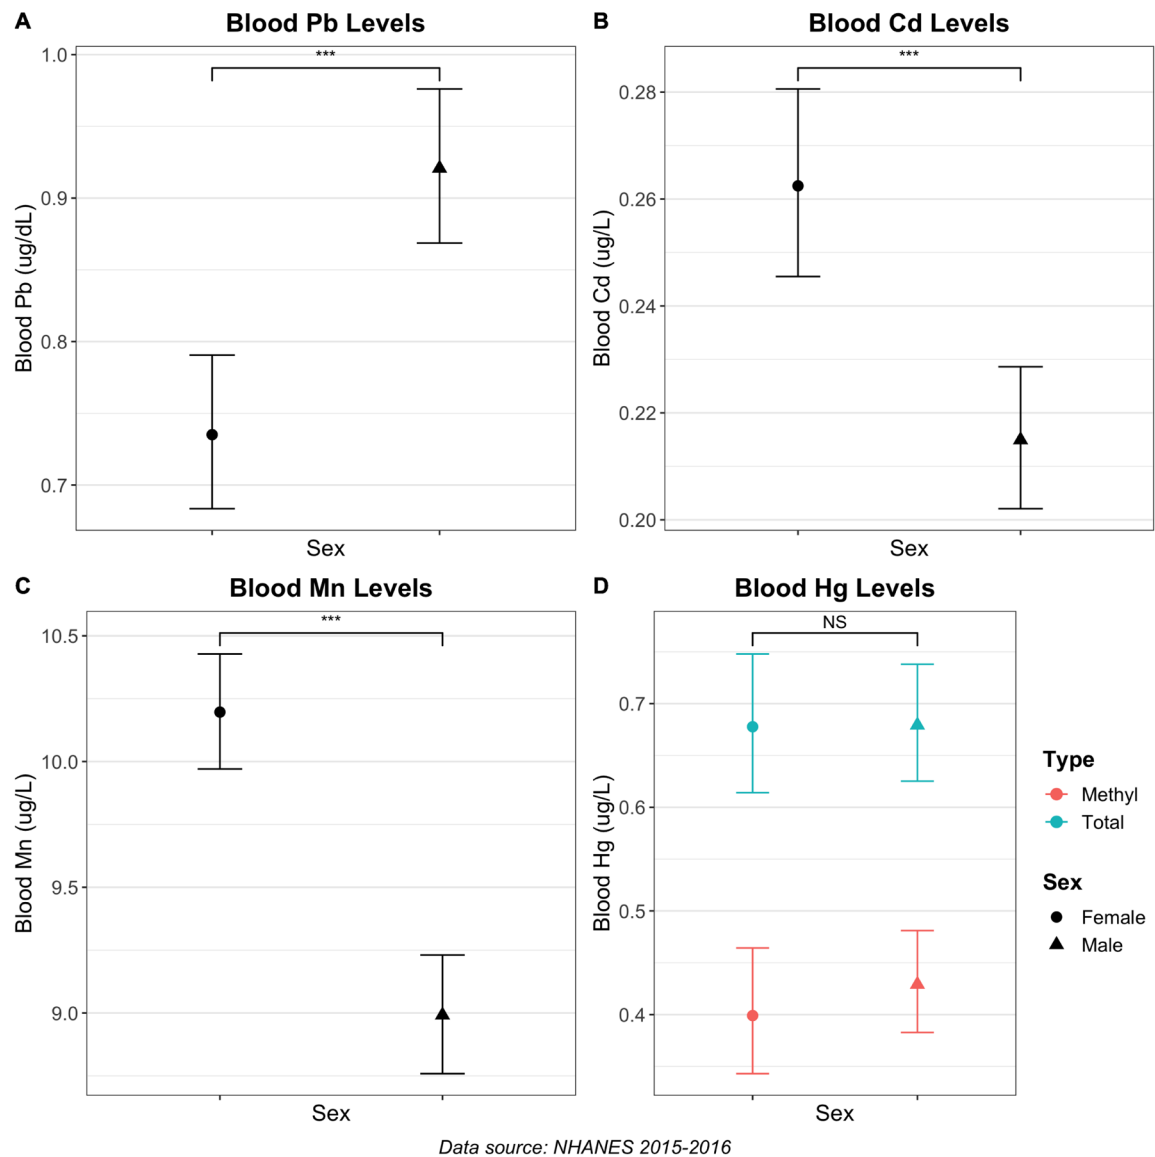 A
Blood Pb Levels
***
1.0
0.9
0.8
0.7
Blood Pb (ug/dL)
Sex
B
Blood Cd Levels
***
0.28
0.26
0.24
0.22
0.20
Blood Cd (ug/L)
Sex
C
Blood Mn Levels
***
10.5
10.0
9.5
9.0
Blood Mn (ug/L)
Sex
D
Blood Hg Levels
NS
0.7
0.6
0.5
0.4
Blood Hg (ug/L)
Sex
Type
Methyl
Total
Sex
Female
Male
Data source: NHANES 2015-2016